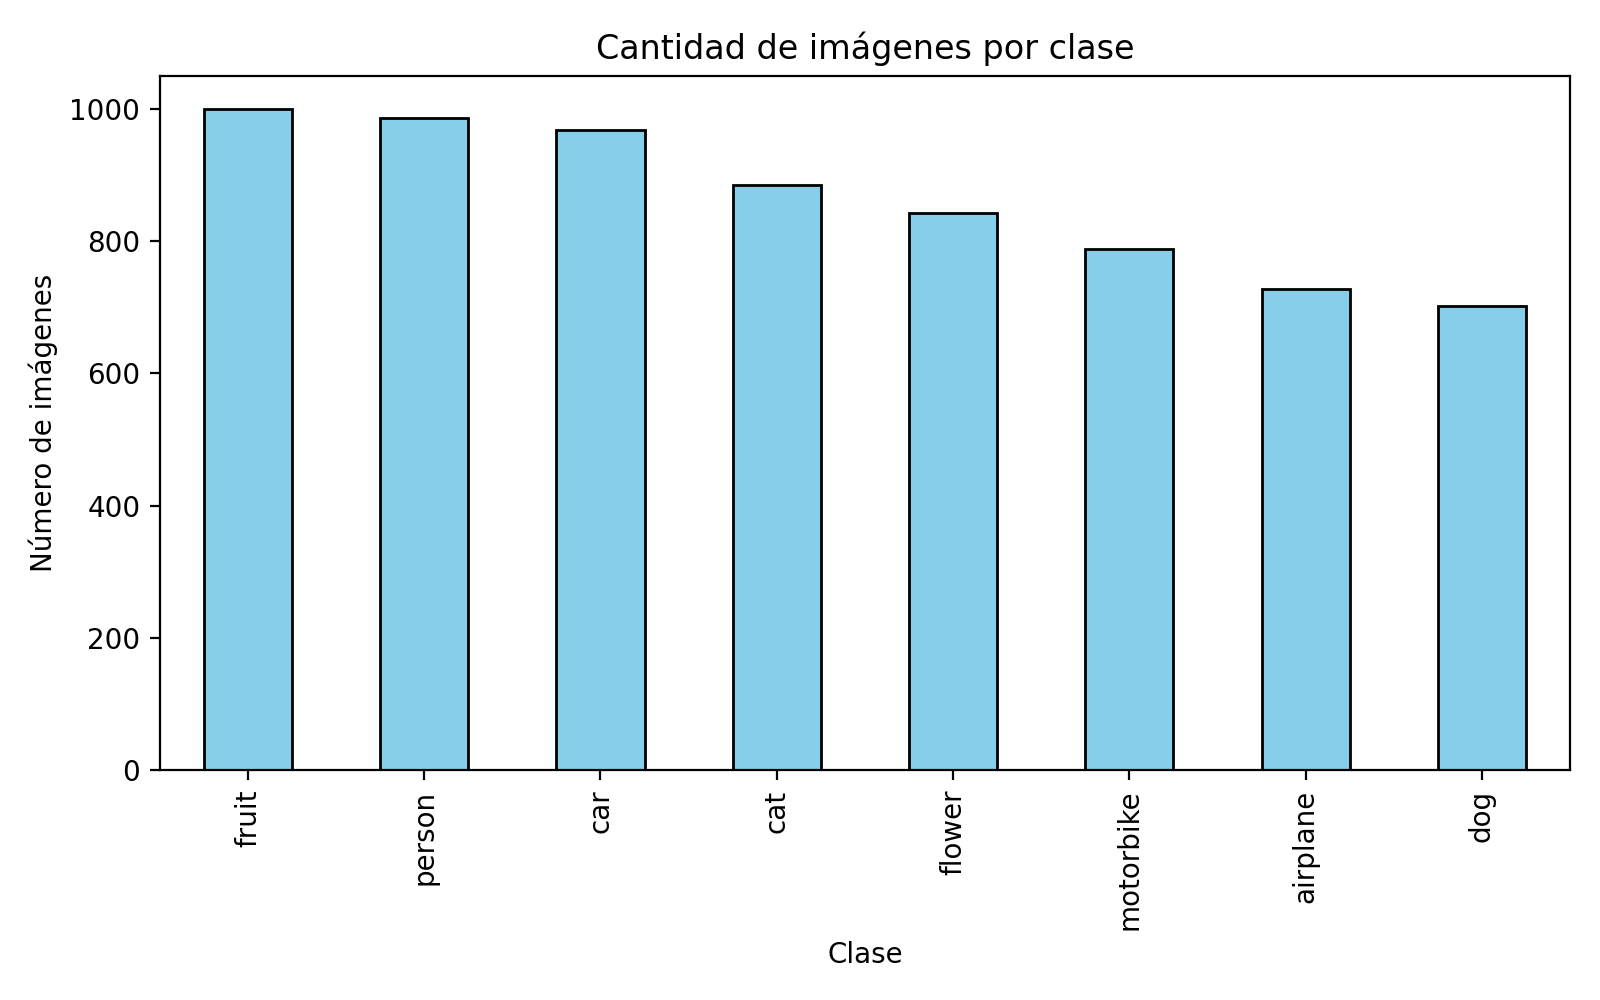 Cantidad de imágenes por clase
Número de imágenes
1000
800
600
400
200
0
fruit
person
car
cat
flower
motorbike
airplane
dog
Clase